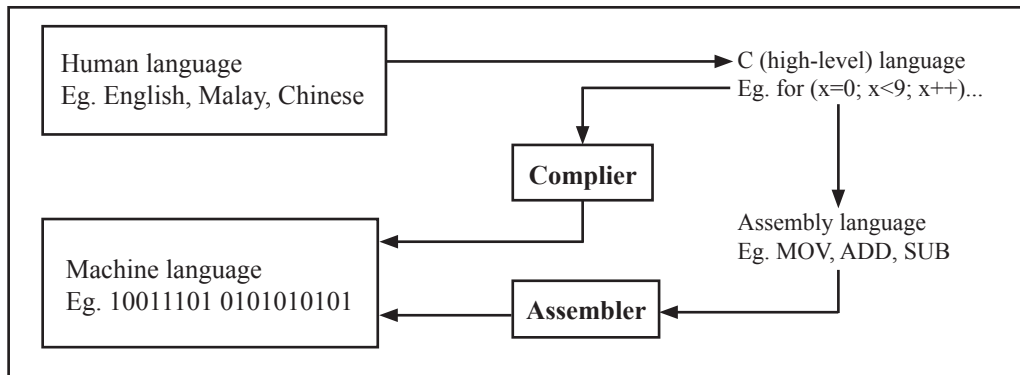 Human language
Eg. English, Malay, Chinese
C (high-level) language
Eg. for (x=0; x<9; x++)...
Complier
Assembly language
Eg. MOV, ADD, SUB
Machine language
Eg. 10011101 0101010101
Assembler